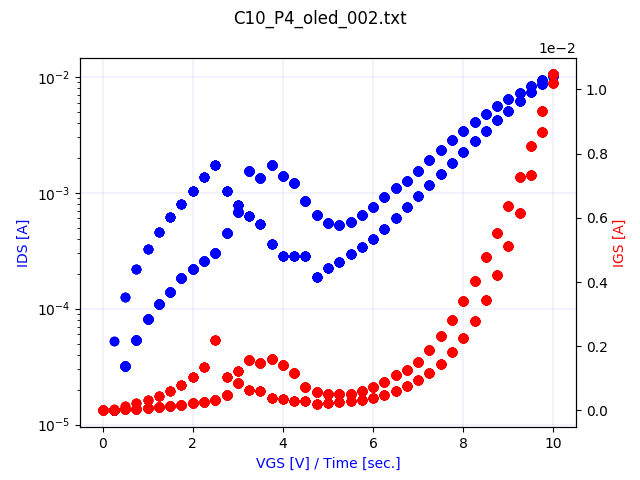 C10_P4_oled_002.txt
1e−2
10⁻²
10⁻³
10⁻⁴
10⁻⁵
IDS [A]
1.0
0.8
0.6
0.4
0.2
0.0
IGS [A]
0 2 4 6 8 10
VGS [V] / Time [sec.]